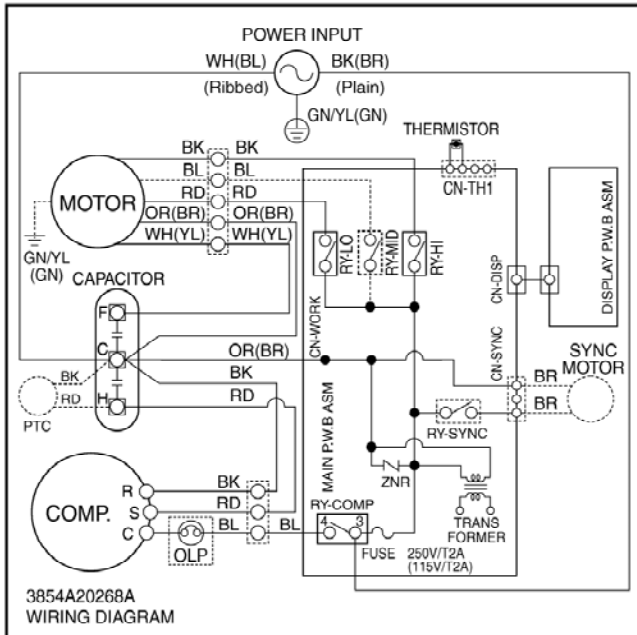 POWER INPUT
WH(BL)
BK(BR)
(Ribbed)
(Plain)
GN/YL(GN)
THERMISTOR
BK
BK
BL
BL
RD
RD
OR(BR)
OR(BR)
WH(YL)
WH(YL)
MOTOR
GN/YL
(GN)
CN-TH1
RY-LO
RY-MID
RY-HI
CN-DISP
DISPLAY P.W.B ASM
CAPACITOR
F
C
H
CN-WORK
CN-SYNC
SYNC
MOTOR
BR
BR
OR(BR)
BK
RD
BK
RD
PTC
MAIN P.W.B ASM
RY-SYNC
ZNR
TRANS
FORMER
COMP.
R
S
C
BK
RD
BL
BL
OLP
RY-COMP
4
3
FUSE
250V/T2A
(115V/T2A)
3854A20268A
WIRING DIAGRAM